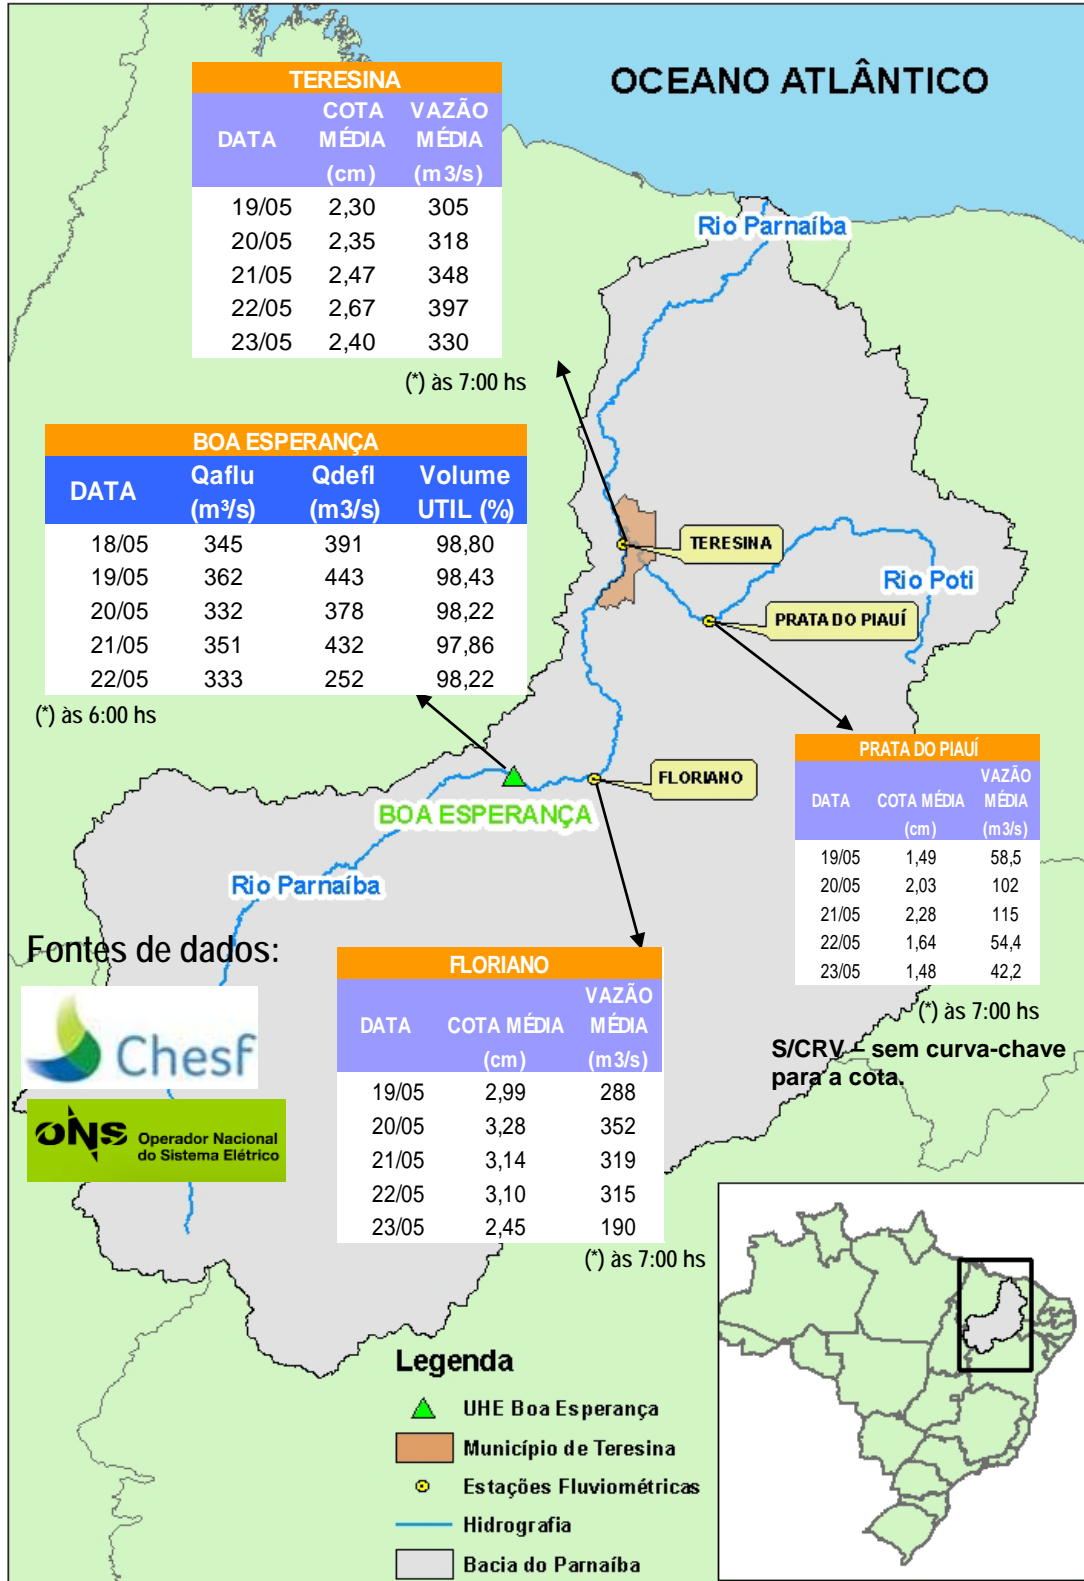 OCEANO ATLÂNTICO
TERESINA
DATA COTA MÉDIA (cm) VAZÃO MÉDIA (m3/s)
19/05 2,30 305
20/05 2,35 318
21/05 2,47 348
22/05 2,67 397
23/05 2,40 330
(*) às 7:00 hs
Rio Parnaíba
BOA ESPERANÇA
DATA Qaflu (m³/s) Qdefl (m3/s) Volume UTIL (%)
18/05 345 391 98,80
19/05 362 443 98,43
20/05 332 378 98,22
21/05 351 432 97,86
22/05 333 252 98,22
(*) às 6:00 hs
TERESINA
Rio Poti
PRATA DO PIAUÍ
FLORIANO
BOA ESPERANÇA
Rio Parnaíba
PRATA DO PIAUÍ
DATA COTA MÉDIA (cm) VAZÃO MÉDIA (m3/s)
19/05 1,49 58,5
20/05 2,03 102
21/05 2,28 115
22/05 1,64 54,4
23/05 1,48 42,2
(*) às 7:00 hs
S/CRV – sem curva-chave
para a cota.
Fontes de dados:
Chesf
ONS Operador Nacional
do Sistema Elétrico
FLORIANO
DATA COTA MÉDIA (cm) VAZÃO MÉDIA (m3/s)
19/05 2,99 288
20/05 3,28 352
21/05 3,14 319
22/05 3,10 315
23/05 2,45 190
(*) às 7:00 hs
Legenda
UHE Boa Esperança
Município de Teresina
Estações Fluviométricas
Hidrografia
Bacia do Parnaíba